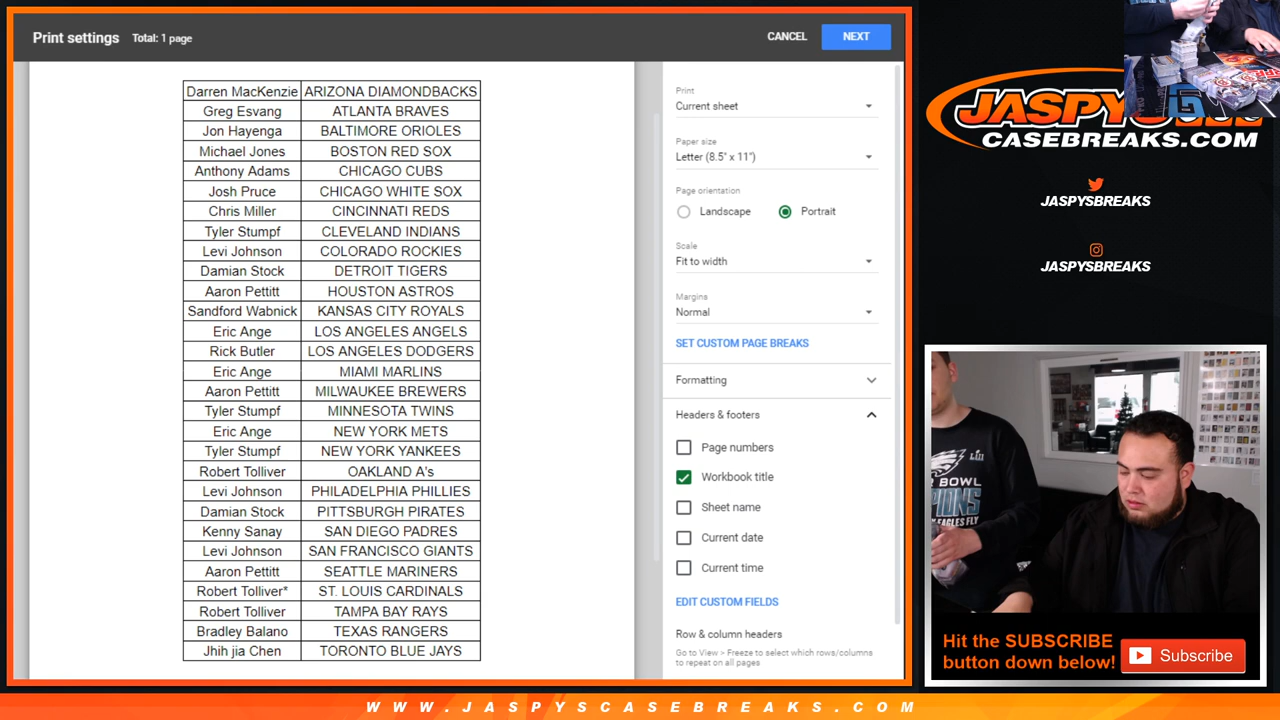 Print settings Total: 1 page CANCEL NEXT
Darren MacKenzie ARIZONA DIAMONDBACKS
Greg Esvang ATLANTA BRAVES
Jon Hayenga BALTIMORE ORIOLES
Michael Jones BOSTON RED SOX
Anthony Adams CHICAGO CUBS
Josh Pruce CHICAGO WHITE SOX
Chris Miller CINCINNATI REDS
Tyler Stumpf CLEVELAND INDIANS
Levi Johnson COLORADO ROCKIES
Damian Stock DETROIT TIGERS
Aaron Pettitt HOUSTON ASTROS
Sandford Wabnick KANSAS CITY ROYALS
Eric Ange LOS ANGELES ANGELS
Rick Butler LOS ANGELES DODGERS
Eric Ange MIAMI MARLINS
Aaron Pettitt MILWAUKEE BREWERS
Tyler Stumpf MINNESOTA TWINS
Eric Ange NEW YORK METS
Tyler Stumpf NEW YORK YANKEES
Robert Tolliver OAKLAND A's
Levi Johnson PHILADELPHIA PHILLIES
Damian Stock PITTSBURGH PIRATES
Kenny Sanay SAN DIEGO PADRES
Levi Johnson SAN FRANCISCO GIANTS
Aaron Pettitt SEATTLE MARINERS
Robert Tolliver* ST. LOUIS CARDINALS
Robert Tolliver TAMPA BAY RAYS
Bradley Balano TEXAS RANGERS
Jhih jia Chen TORONTO BLUE JAYS
Print
Current sheet
Paper size
Letter (8.5" x 11")
Page orientation
Landscape Portrait
Scale
Fit to width
Margins
Normal
SET CUSTOM PAGE BREAKS
Formatting
Headers & footers
Page numbers
Workbook title
Sheet name
Current date
Current time
EDIT CUSTOM FIELDS
Row & column headers
Go to View > Freeze to select which rows/columns
to repeat on all pages
CASEBREAKS.COM
JASPYSBREAKS
JASPYSBREAKS
LII
EAGLES FLY
Hit the SUBSCRIBE
button down below!
Subscribe
WWW.JASPYSCASEBREAKS.COM